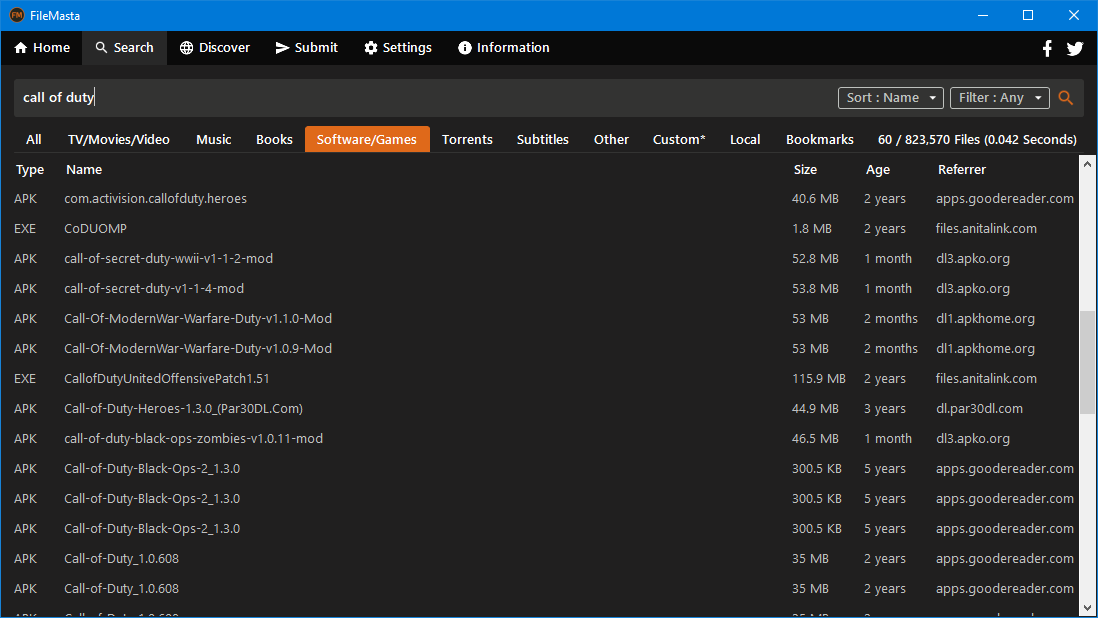 FM FileMasta
Home Search Discover Submit Settings Information
call of duty Sort : Name Filter : Any
All TV/Movies/Video Music Books Software/Games Torrents Subtitles Other Custom* Local Bookmarks 60 / 823,570 Files (0.042 Seconds)
Type Name Size Age Referrer
APK com.activision.callofduty.heroes 40.6 MB 2 years apps.goodereader.com
EXE CoDUOMP 1.8 MB 2 years files.anitalink.com
APK call-of-secret-duty-wwii-v1-1-2-mod 52.8 MB 1 month dl3.apko.org
APK call-of-secret-duty-v1-1-4-mod 53.8 MB 1 month dl3.apko.org
APK Call-Of-ModernWar-Warfare-Duty-v1.1.0-Mod 53 MB 2 months dl1.apkhome.org
APK Call-Of-ModernWar-Warfare-Duty-v1.0.9-Mod 53 MB 2 months dl1.apkhome.org
EXE CallofDutyUnitedOffensivePatch1.51 115.9 MB 2 years files.anitalink.com
APK Call-of-Duty-Heroes-1.3.0_(Par30DL.Com) 44.9 MB 3 years dl.par30dl.com
APK call-of-duty-black-ops-zombies-v1.0.11-mod 46.5 MB 1 month dl3.apko.org
APK Call-of-Duty-Black-Ops-2_1.3.0 300.5 KB 5 years apps.goodereader.com
APK Call-of-Duty-Black-Ops-2_1.3.0 300.5 KB 5 years apps.goodereader.com
APK Call-of-Duty-Black-Ops-2_1.3.0 300.5 KB 5 years apps.goodereader.com
APK Call-of-Duty_1.0.608 35 MB 2 years apps.goodereader.com
APK Call-of-Duty_1.0.608 35 MB 2 years apps.goodereader.com